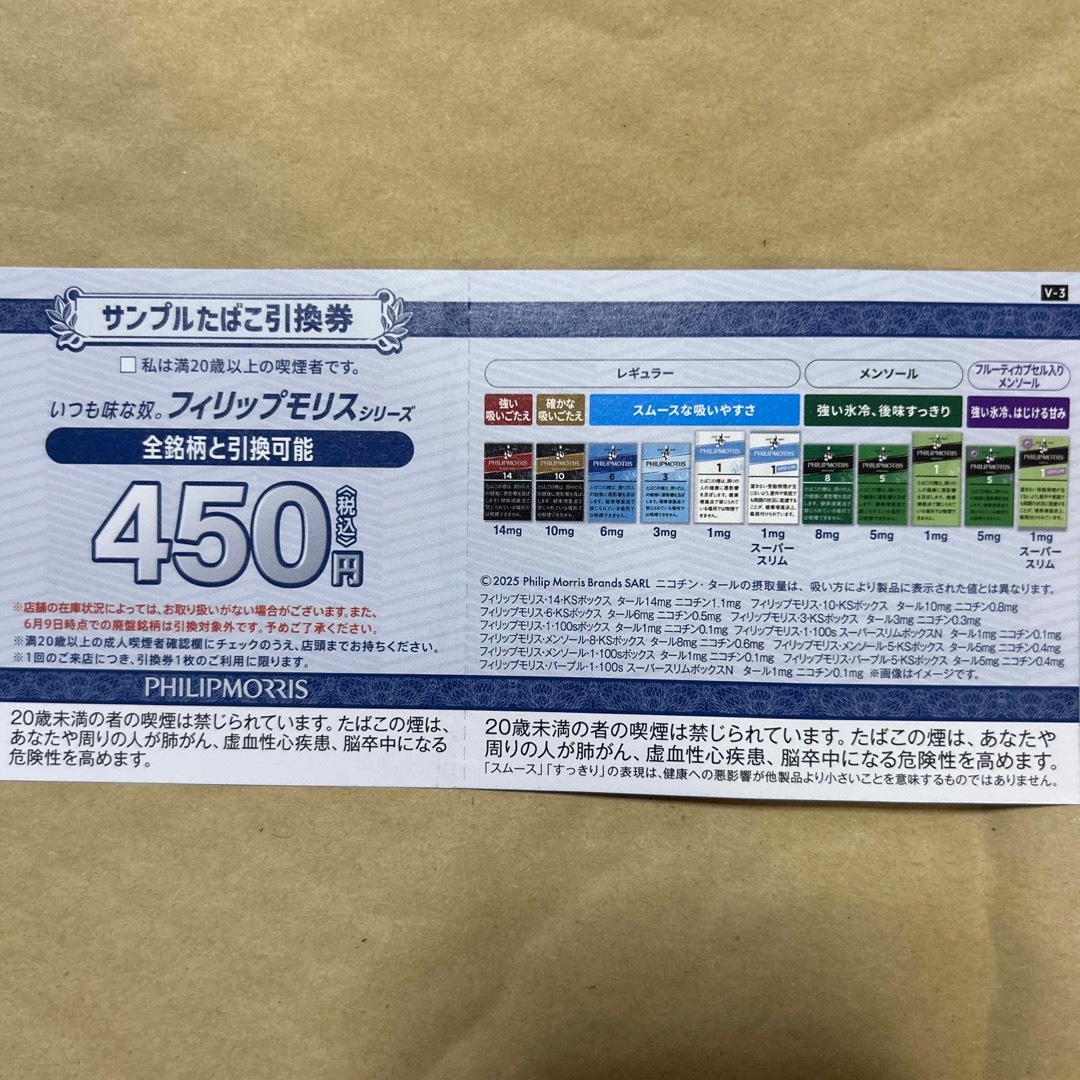 サンプルたばこ引換券
□私は満20歳以上の喫煙者です。
いつも味な奴。フィリップモリスシリーズ
全銘柄と引換可能
450円〈税込〉
※店舗の在庫状況によっては、お取り扱いがない場合がございます。また、
6月9日時点での廃盤銘柄は引換対象外です。予めご了承ください。
※満20歳以上の成人喫煙者確認欄にチェックのうえ、店頭までお持ちください。
※1回のご来店につき、引換券1枚のご利用に限ります。
PHILIPMORRIS
20歳未満の者の喫煙は禁じられています。たばこの煙は、
あなたや周りの人が肺がん、虚血性心疾患、脳卒中になる
危険性を高めます。
V-3
レギュラー
メンソール
フルーティカプセル入り
メンソール
強い
吸いごたえ
確かな
吸いごたえ
スムースな吸いやすさ
強い氷冷、後味すっきり
強い氷冷、はじける甘み
PHILIPMORRIS PHILIPMORRIS PHILIPMORRIS PHILIPMORRIS PHILIPMORRIS PHILIPMORRIS PHILIPMORRIS PHILIPMORRIS
14 10 6 3 1 8 5 1 5 1
14mg 10mg 6mg 3mg 1mg 1mg 8mg 5mg 1mg 5mg 1mg
スーパー
スリム
スーパー
スリム
©2025 Philip Morris Brands SARL ニコチン・タールの摂取量は、吸い方により製品に表示された値とは異なります。
フィリップモリス・14・KSボックス タール14mg ニコチン1.1mg フィリップモリス・10・KSボックス タール10mg ニコチン0.8mg
フィリップモリス・6・KSボックス タール6mg ニコチン0.5mg フィリップモリス・3・KSボックス タール3mg ニコチン0.3mg
フィリップモリス・1・100sボックス タール1mg ニコチン0.1mg フィリップモリス・1・100s スーパースリムボックスN タール1mg ニコチン0.1mg
フィリップモリス・メンソール・8・KSボックス タール8mg ニコチン0.6mg フィリップモリス・メンソール・5・KSボックス タール5mg ニコチン0.4mg
フィリップモリス・メンソール・1・100sボックス タール1mg ニコチン0.1mg フィリップモリス・パープル・5・KSボックス タール5mg ニコチン0.4mg
フィリップモリス・パープル・1・100s スーパースリムボックスN タール1mg ニコチン0.1mg ※画像はイメージです。
20歳未満の者の喫煙は禁じられています。たばこの煙は、あなたや
周りの人が肺がん、虚血性心疾患、脳卒中になる危険性を高めます。
「スムース」「すっきり」の表現は、健康への悪影響が他製品より小さいことを意味するものではありません。